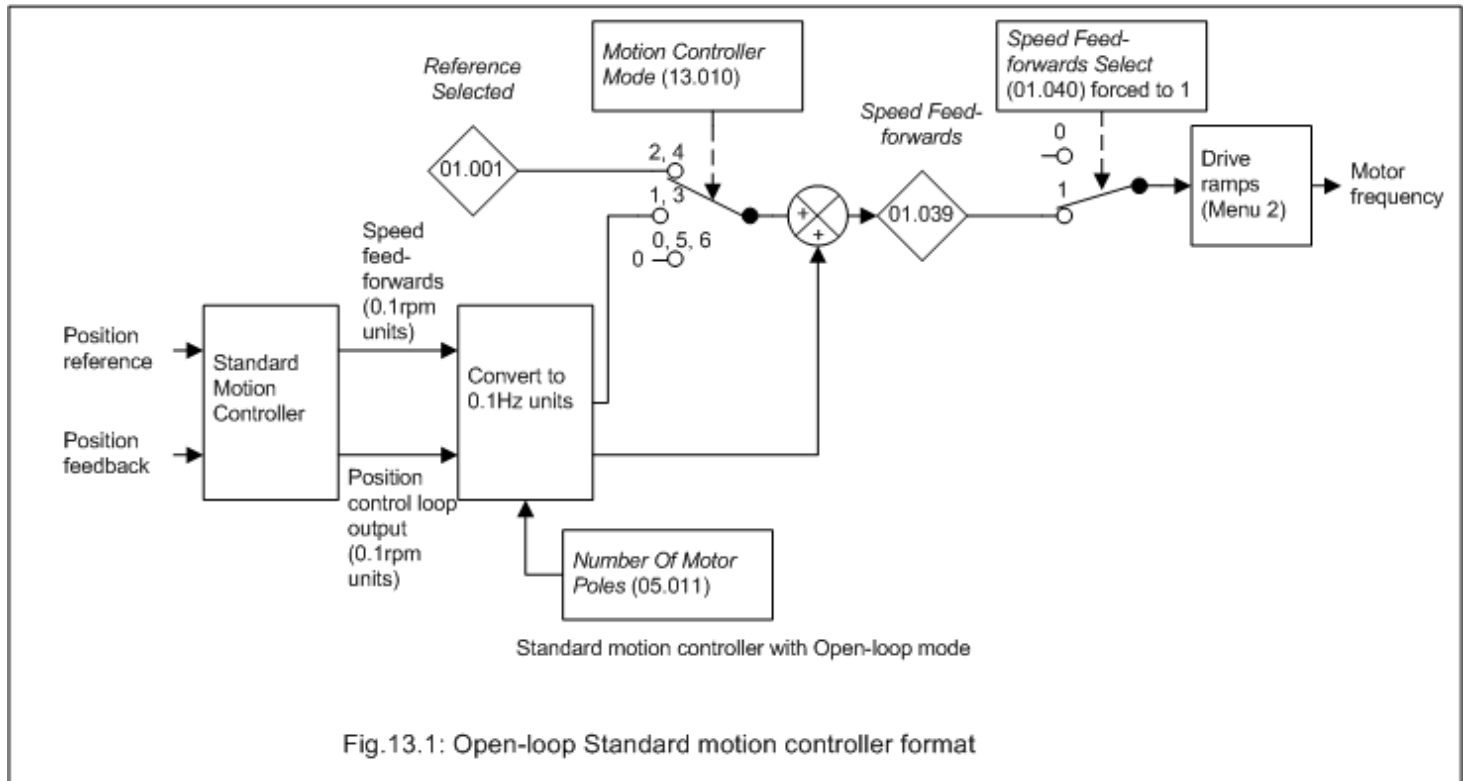 Reference
Selected
Motion Controller
Mode (13.010)
Speed Feed-
forwards Select
(01.040) forced to 1
Speed Feed-
forwards
01.001
2, 4
1, 3
0, 5, 6
0
+
+
01.039
0
1
Drive
ramps
(Menu 2)
Motor
frequency
Speed
feed-
forwards
(0.1rpm
units)
Position
reference
Position
feedback
Standard
Motion
Controller
Convert to
0.1Hz units
Position
control loop
output
(0.1rpm
units)
Number Of Motor
Poles (05.011)
Standard motion controller with Open-loop mode
Fig.13.1: Open-loop Standard motion controller format